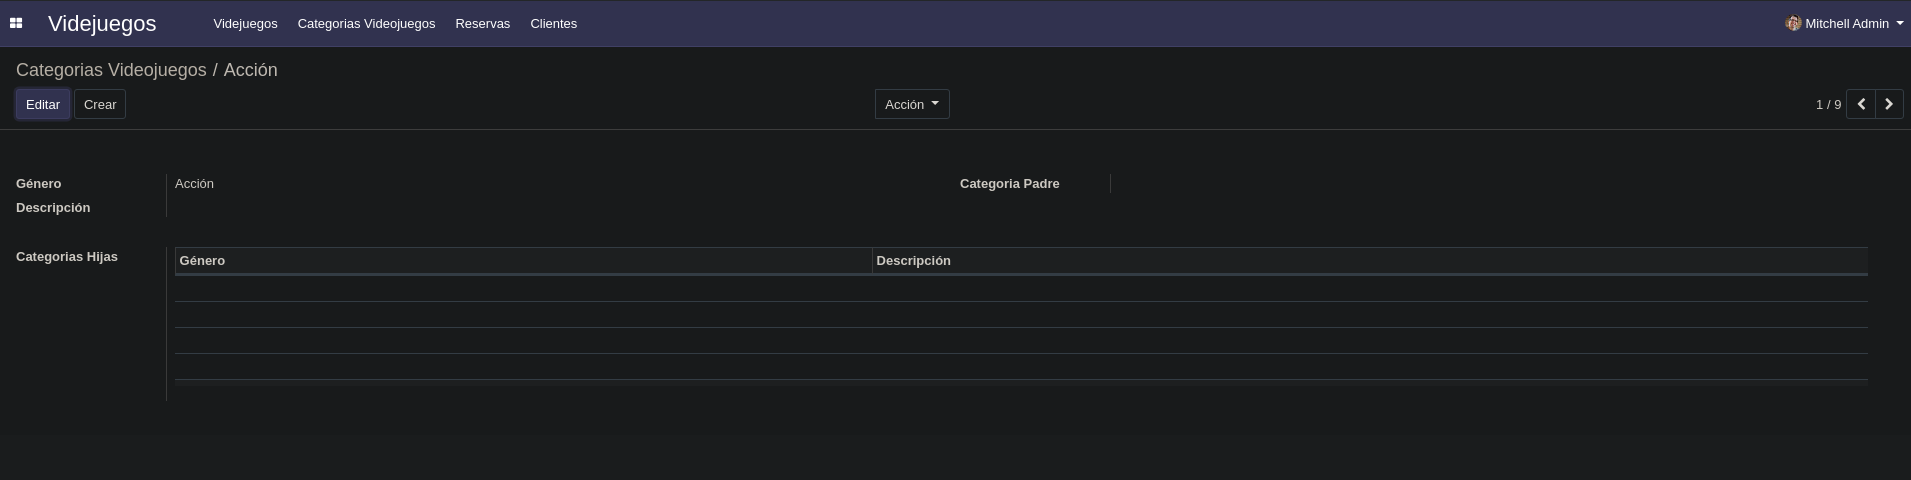 Videjuegos Videjuegos Categorias Videojuegos Reservas Clientes Mitchell Admin
Categorias Videojuegos / Acción
Editar Crear Acción 1 / 9
Género Acción Categoria Padre
Descripción
Categorias Hijas Género Descripción